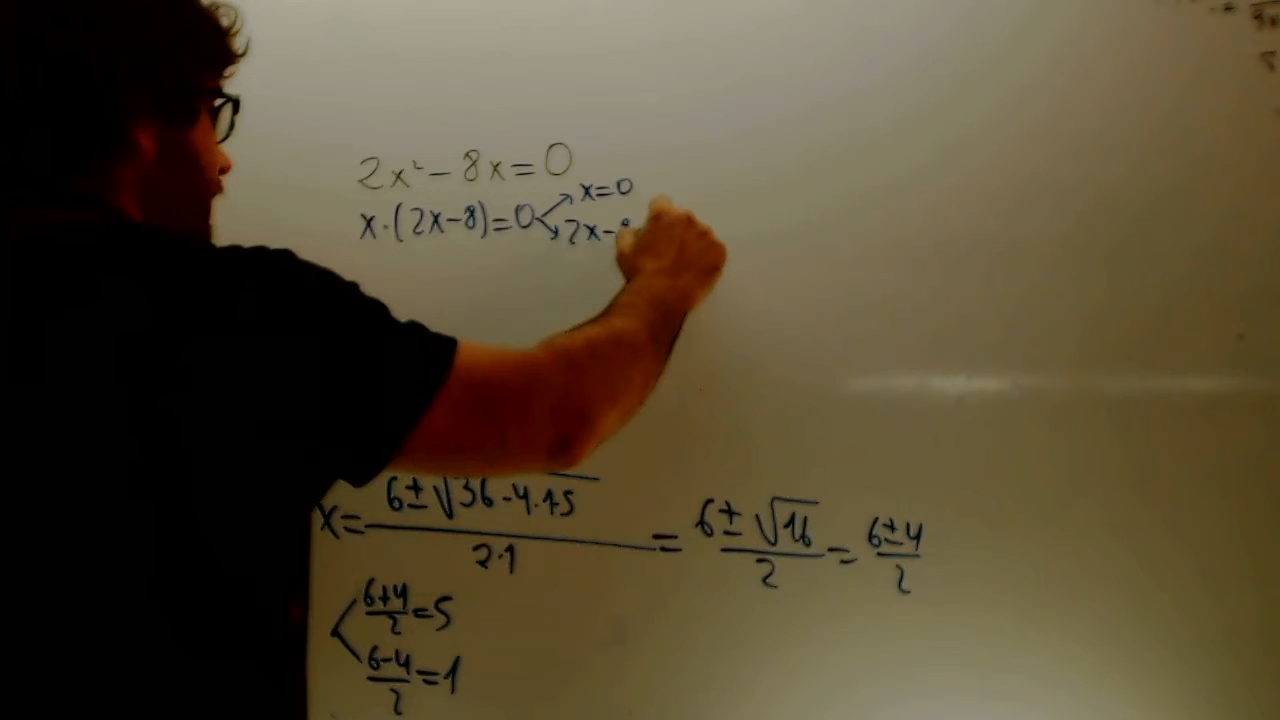 2x²-8x=0
x·(2x-8)=0
x=0
2x-
x= 6±√36-4·1·5 / 2·1 = 6±√16 / 2 = 6±4 / 2
6+4 / 2 =5
6-4 / 2 =1